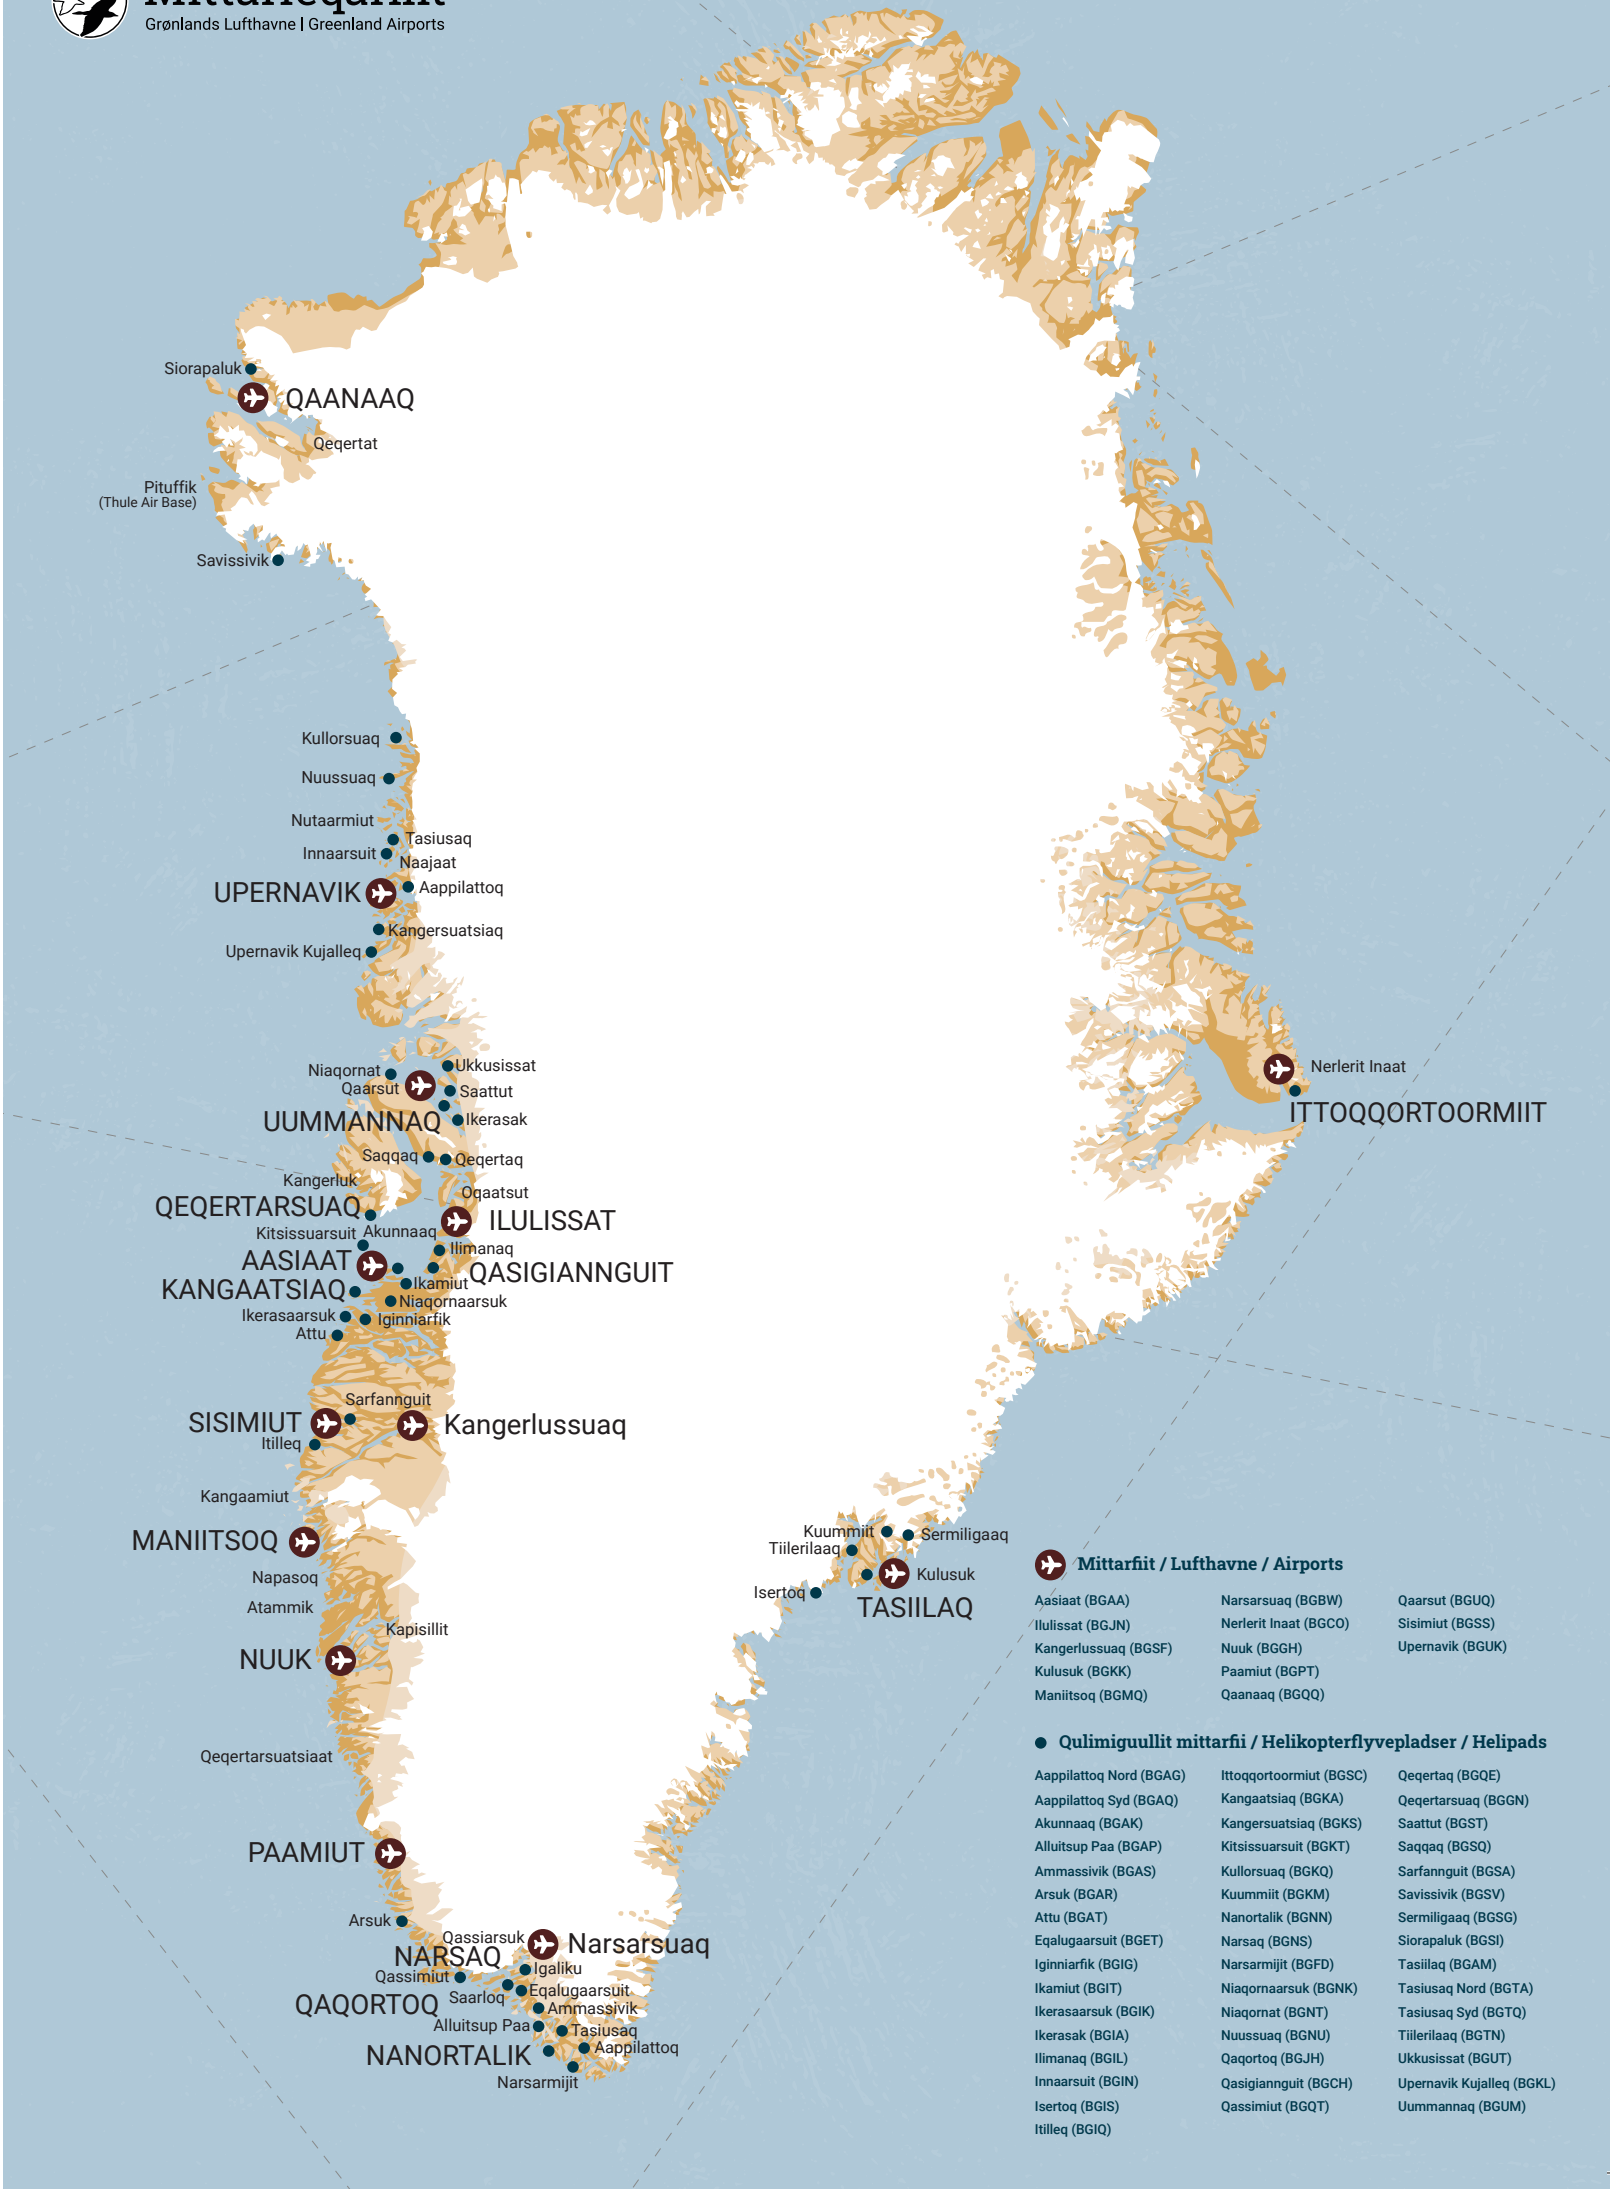 Grønlands Lufthavne | Greenland Airports
Siorapaluk
QAANAAQ
Qeqertat
Pituffik
(Thule Air Base)
Savissivik
Kullorsuaq
Nuussuaq
Nutaarmiut
Tasiusaq
Innaarsuit
Naajaat
UPERNAVIK
Aappilattoq
Kangersuatsiaq
Upernavik Kujalleq
Ukkusissat
Niaqornat
Qaarsut
Saattut
UUMMANNAQ
Ikerasak
Saqqaq
Qeqertaq
Kangerluk
Oqaatsut
QEQERTARSUAQ
ILULISSAT
Kitsissuarsuit
Akunnaaq
Ilimanaq
AASIAAT
QASIGIANNGUIT
Ikamiut
KANGAATSIAQ
Niaqornaarsuk
Ikerasaarsuk
Iginniarfik
Attu
Sarfannguit
SISIMIUT
Kangerlussuaq
Itilleq
Kangaamiut
MANIITSOQ
Napasoq
Atammik
Kapisillit
NUUK
Qeqertarsuatsiaat
PAAMIUT
Arsuk
Qassiarsuk
Narsarsuaq
NARSAQ
Igaliku
Qassimiut
Eqalugaarsuit
Saarloq
QAQORTOQ
Ammassivik
Alluitsup Paa
Tasiusaq
Aappilattoq
NANORTALIK
Narsarmijit
Nerlerit Inaat
ITTOQQORTOORMIIT
Kuummiit
Sermiligaaq
Tiilerilaaq
Kulusuk
Isertoq
TASIILAQ
Mittarfiit / Lufthavne / Airports
Aasiaat (BGAA)
Ilulissat (BGJN)
Kangerlussuaq (BGSF)
Kulusuk (BGKK)
Maniitsoq (BGMQ)
Narsarsuaq (BGBW)
Nerlerit Inaat (BGCO)
Nuuk (BGGH)
Paamiut (BGPT)
Qaanaaq (BGQQ)
Qaarsut (BGUQ)
Sisimiut (BGSS)
Upernavik (BGUK)
Qulimiguullit mittarfii / Helikopterflyvepladser / Helipads
Aappilattoq Nord (BGAG)
Aappilattoq Syd (BGAQ)
Akunnaaq (BGAK)
Alluitsup Paa (BGAP)
Ammassivik (BGAS)
Arsuk (BGAR)
Attu (BGAT)
Eqalugaarsuit (BGET)
Iginniarfik (BGIG)
Ikamiut (BGIT)
Ikerasaarsuk (BGIK)
Ikerasak (BGIA)
Ilimanaq (BGIL)
Innaarsuit (BGIN)
Isertoq (BGIS)
Itilleq (BGIQ)
Ittoqqortoormiut (BGSC)
Kangaatsiaq (BGKA)
Kangersuatsiaq (BGKS)
Kitsissuarsuit (BGKT)
Kullorsuaq (BGKQ)
Kuummiit (BGKM)
Nanortalik (BGNN)
Narsaq (BGNS)
Narsarmijit (BGFD)
Niaqornaarsuk (BGNK)
Niaqornat (BGNT)
Nuussuaq (BGNU)
Qaqortoq (BGJH)
Qasigiannguit (BGCH)
Qassimiut (BGQT)
Qeqertaq (BGQE)
Qeqertarsuaq (BGGN)
Saattut (BGST)
Saqqaq (BGSQ)
Sarfannguit (BGSA)
Savissivik (BGSV)
Sermiligaaq (BGSG)
Siorapaluk (BGSI)
Tasiilaq (BGAM)
Tasiusaq Nord (BGTA)
Tasiusaq Syd (BGTQ)
Tiilerilaaq (BGTN)
Ukkusissat (BGUT)
Upernavik Kujalleq (BGKL)
Uummannaq (BGUM)